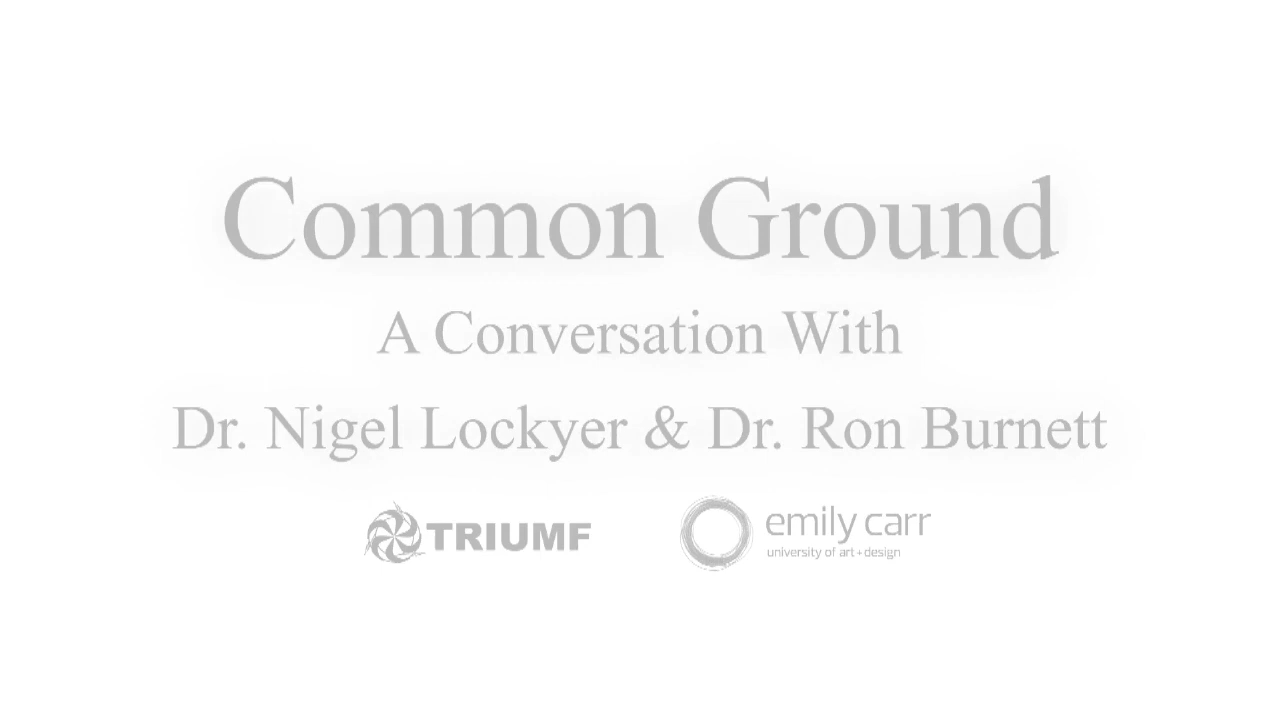 Common Ground
A Conversation With
Dr. Nigel Lockyer & Dr. Ron Burnett
TRIUMF
emily carr
university of art + design